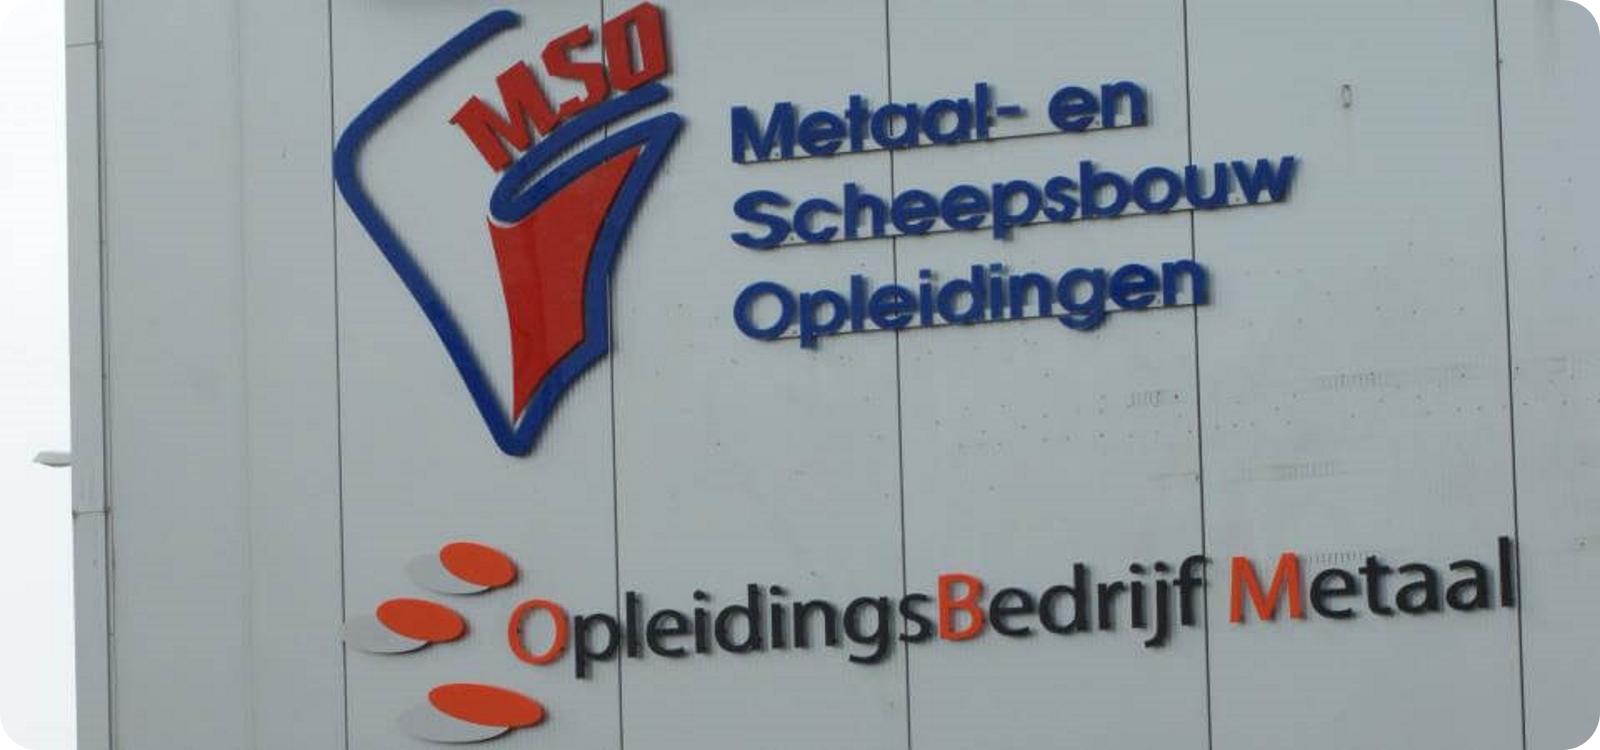 MSO
Metaal- en
Scheepsbouw
Opleidingen
OpleidingsBedrijf Metaal